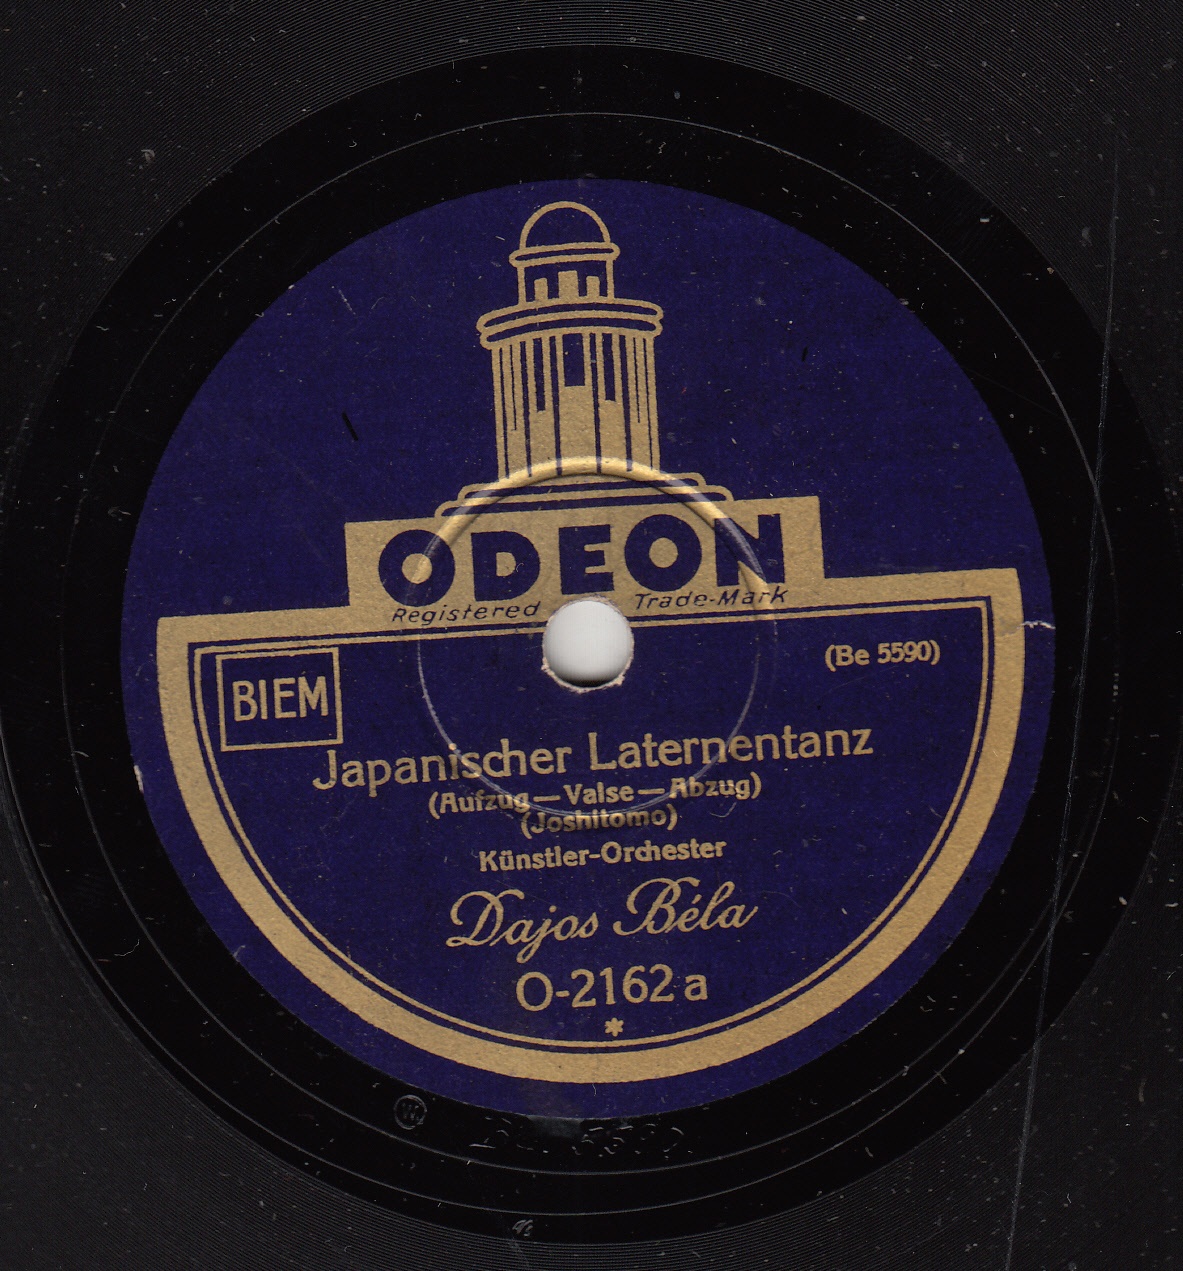 ODEON
Registered Trade-Mark
BIEM
(Be 5590)
Japanischer Laternentanz
(Aufzug—Valse—Abzug)
(Joshitomo)
Künstler-Orchester
Dajos Béla
O-2162 a
*
W